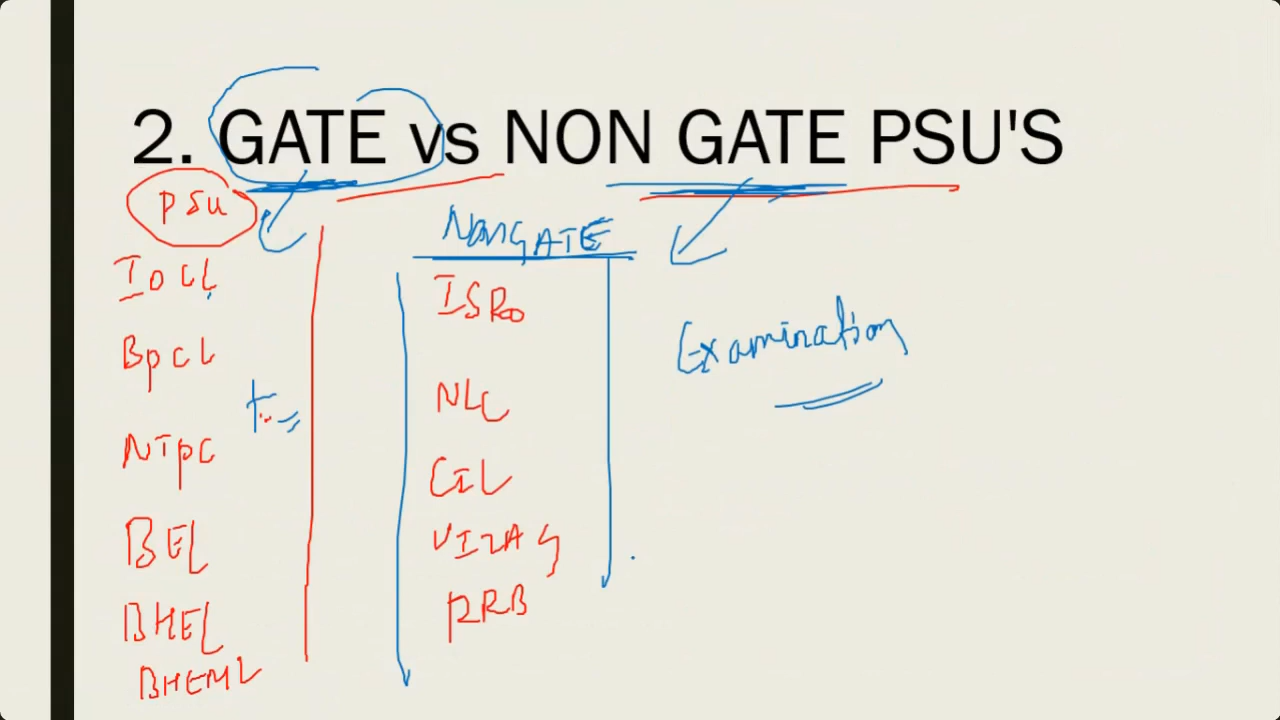 2. GATE vs NON GATE PSU'S
PSU
IOCL
BPCL
NTPC
BEL
BHEL
BHEML
NONGATE
ISRO
NLC
CIL
VIZAG
RRB
Examination